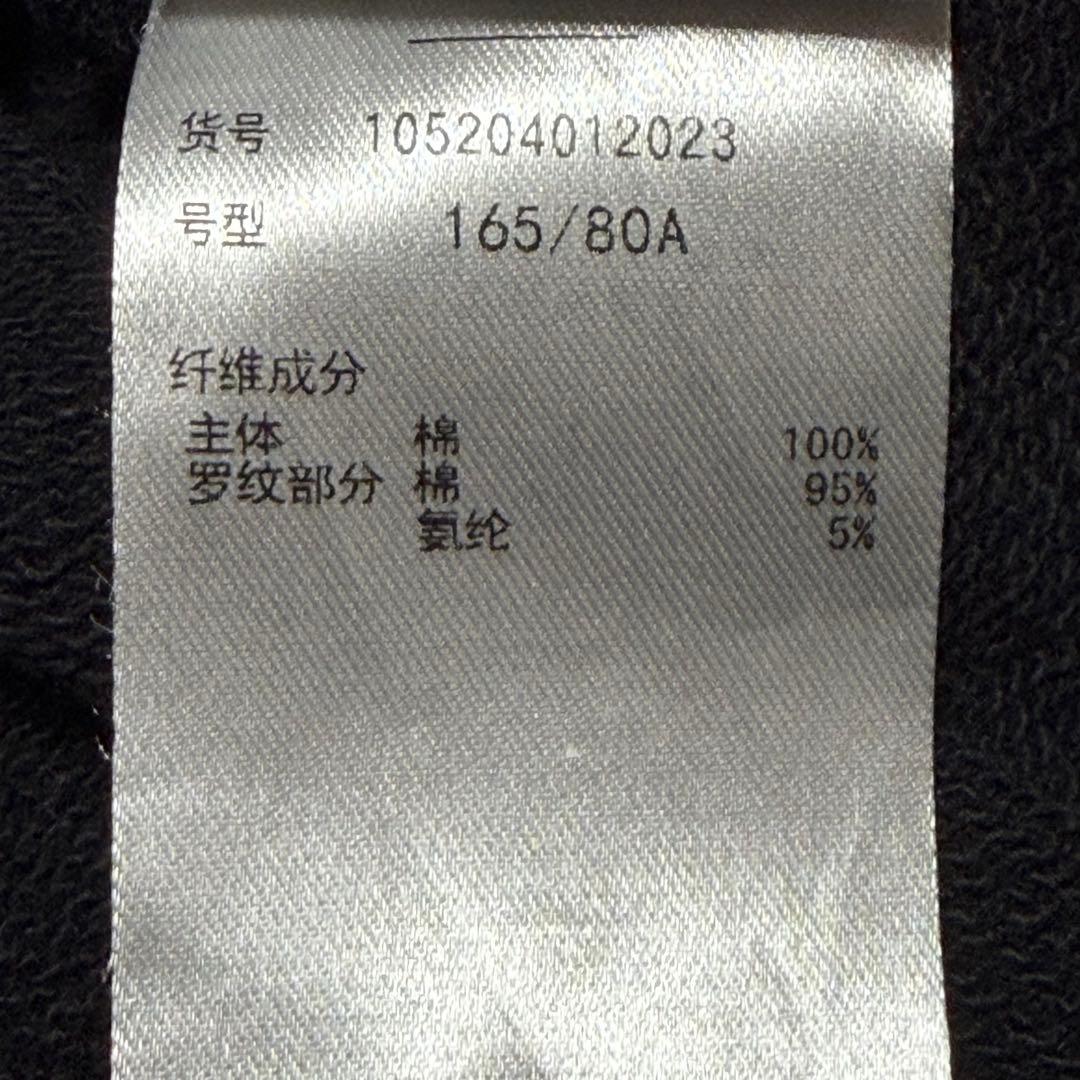 货号 105204012023
号型 165/80A
纤维成分
主体 棉 100%
罗纹部分 棉 95%
氨纶 5%